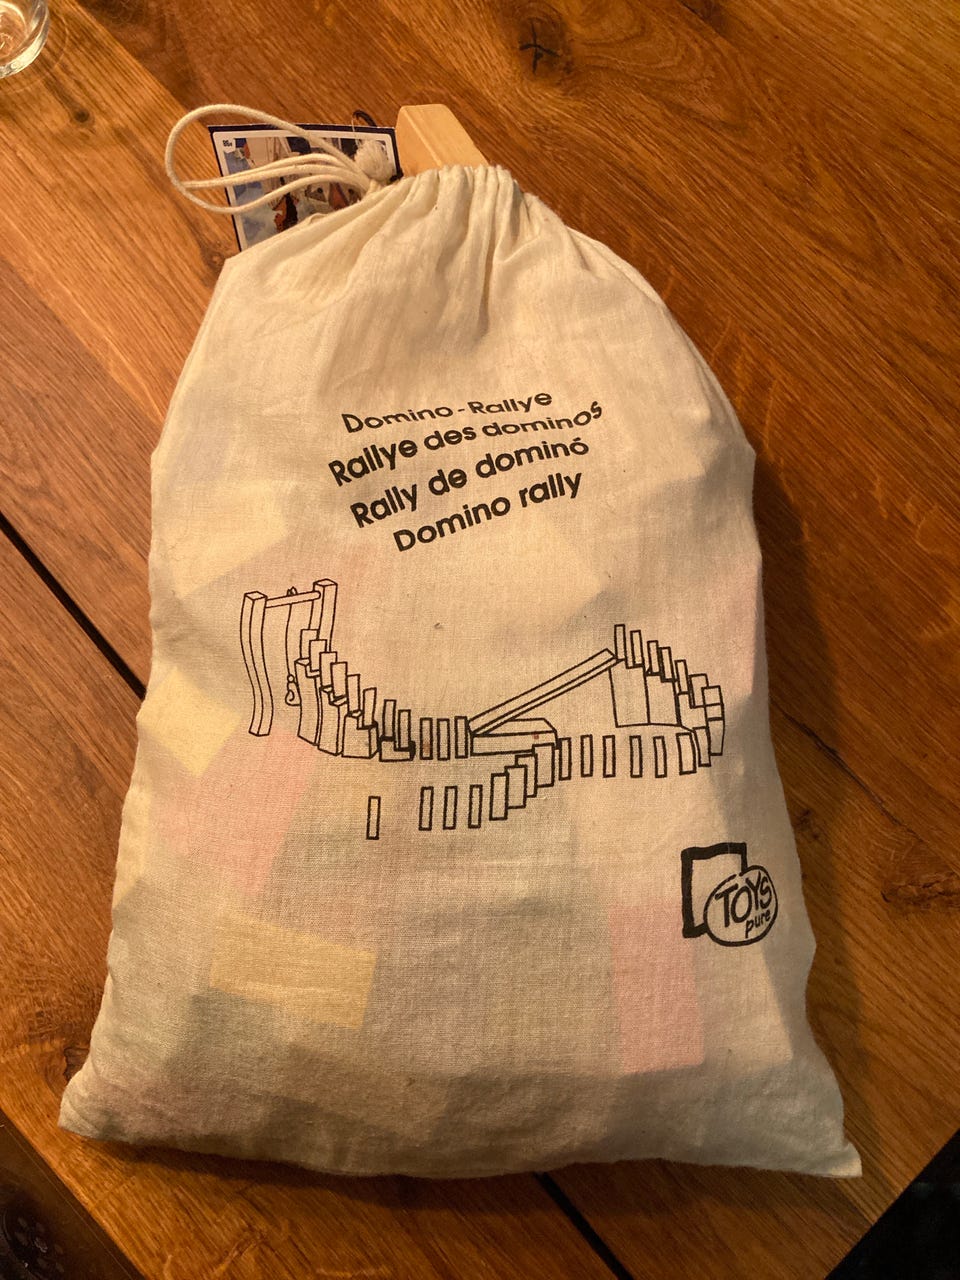 Domino-Rallye
Rallye des dominos
Rally de dominó
Domino rally
TOYS
pure